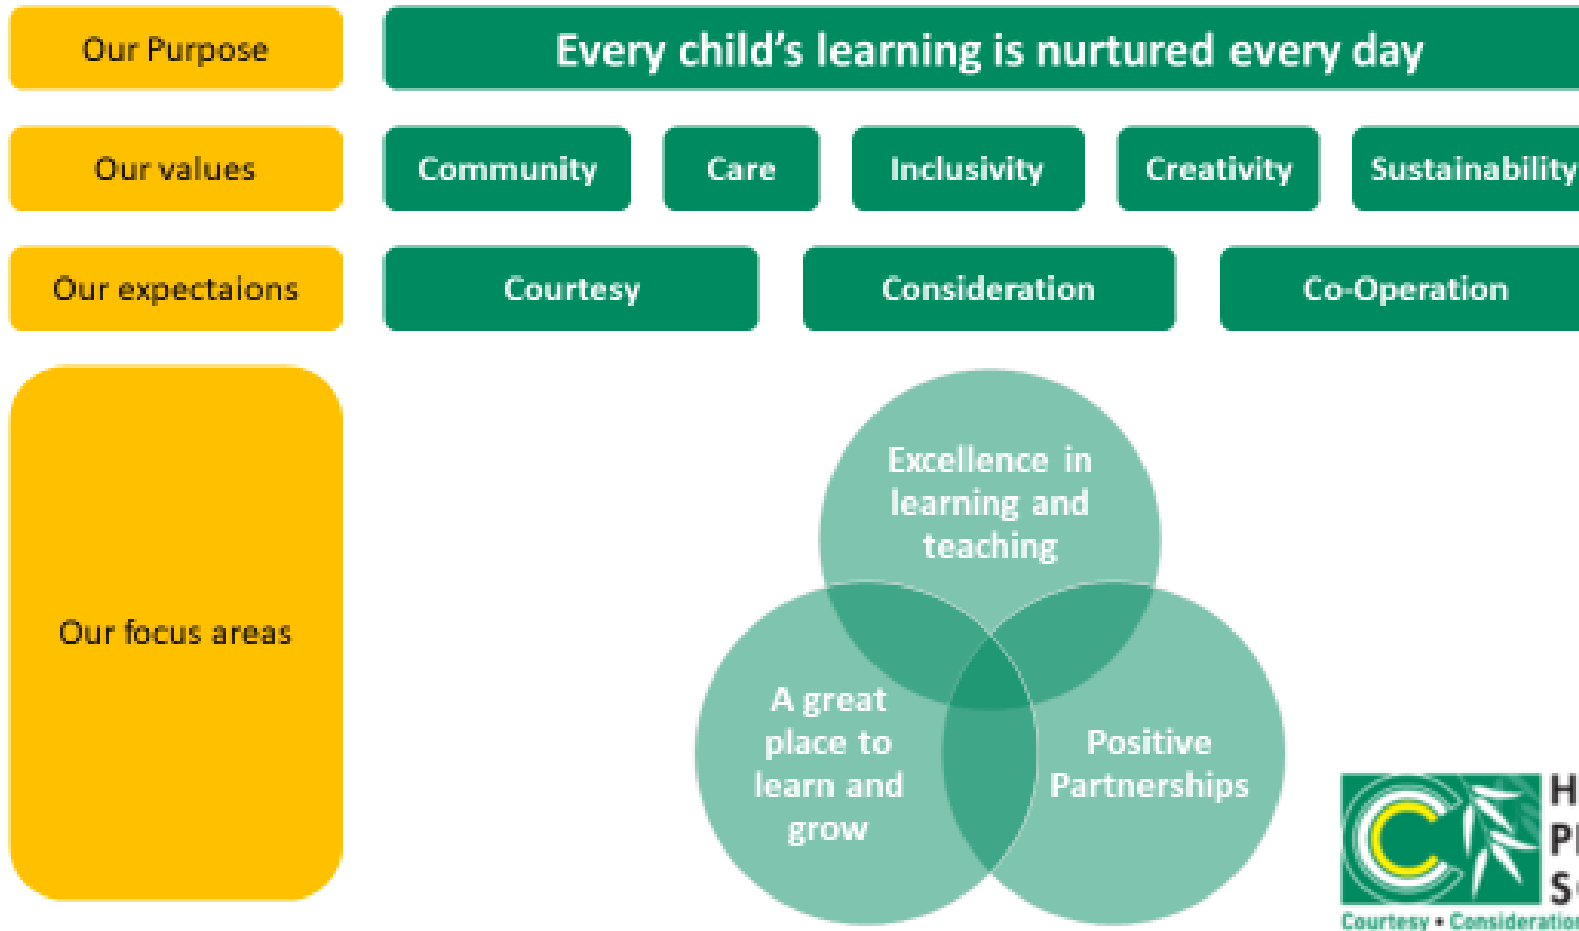 Our Purpose
Every child's learning is nurtured every day
Our values
Community
Care
Inclusivity
Creativity
Sustainability
Our expectaions
Courtesy
Consideration
Co-Operation
Our focus areas
Excellence in
learning and
teaching
A great
place to
learn and
grow
Positive
Partnerships
Courtesy • Consideration